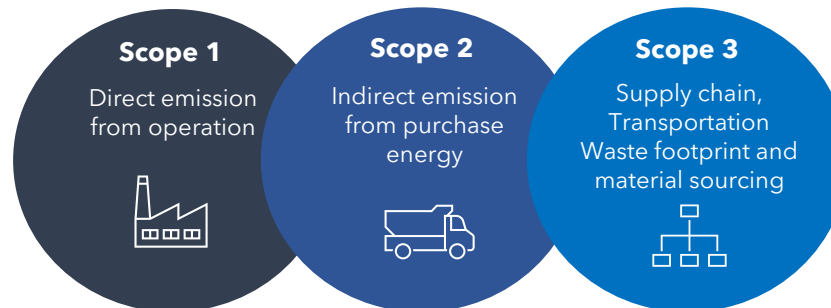 Scope 1
Direct emission
from operation
Scope 2
Indirect emission
from purchase
energy
Scope 3
Supply chain,
Transportation
Waste footprint and
material sourcing